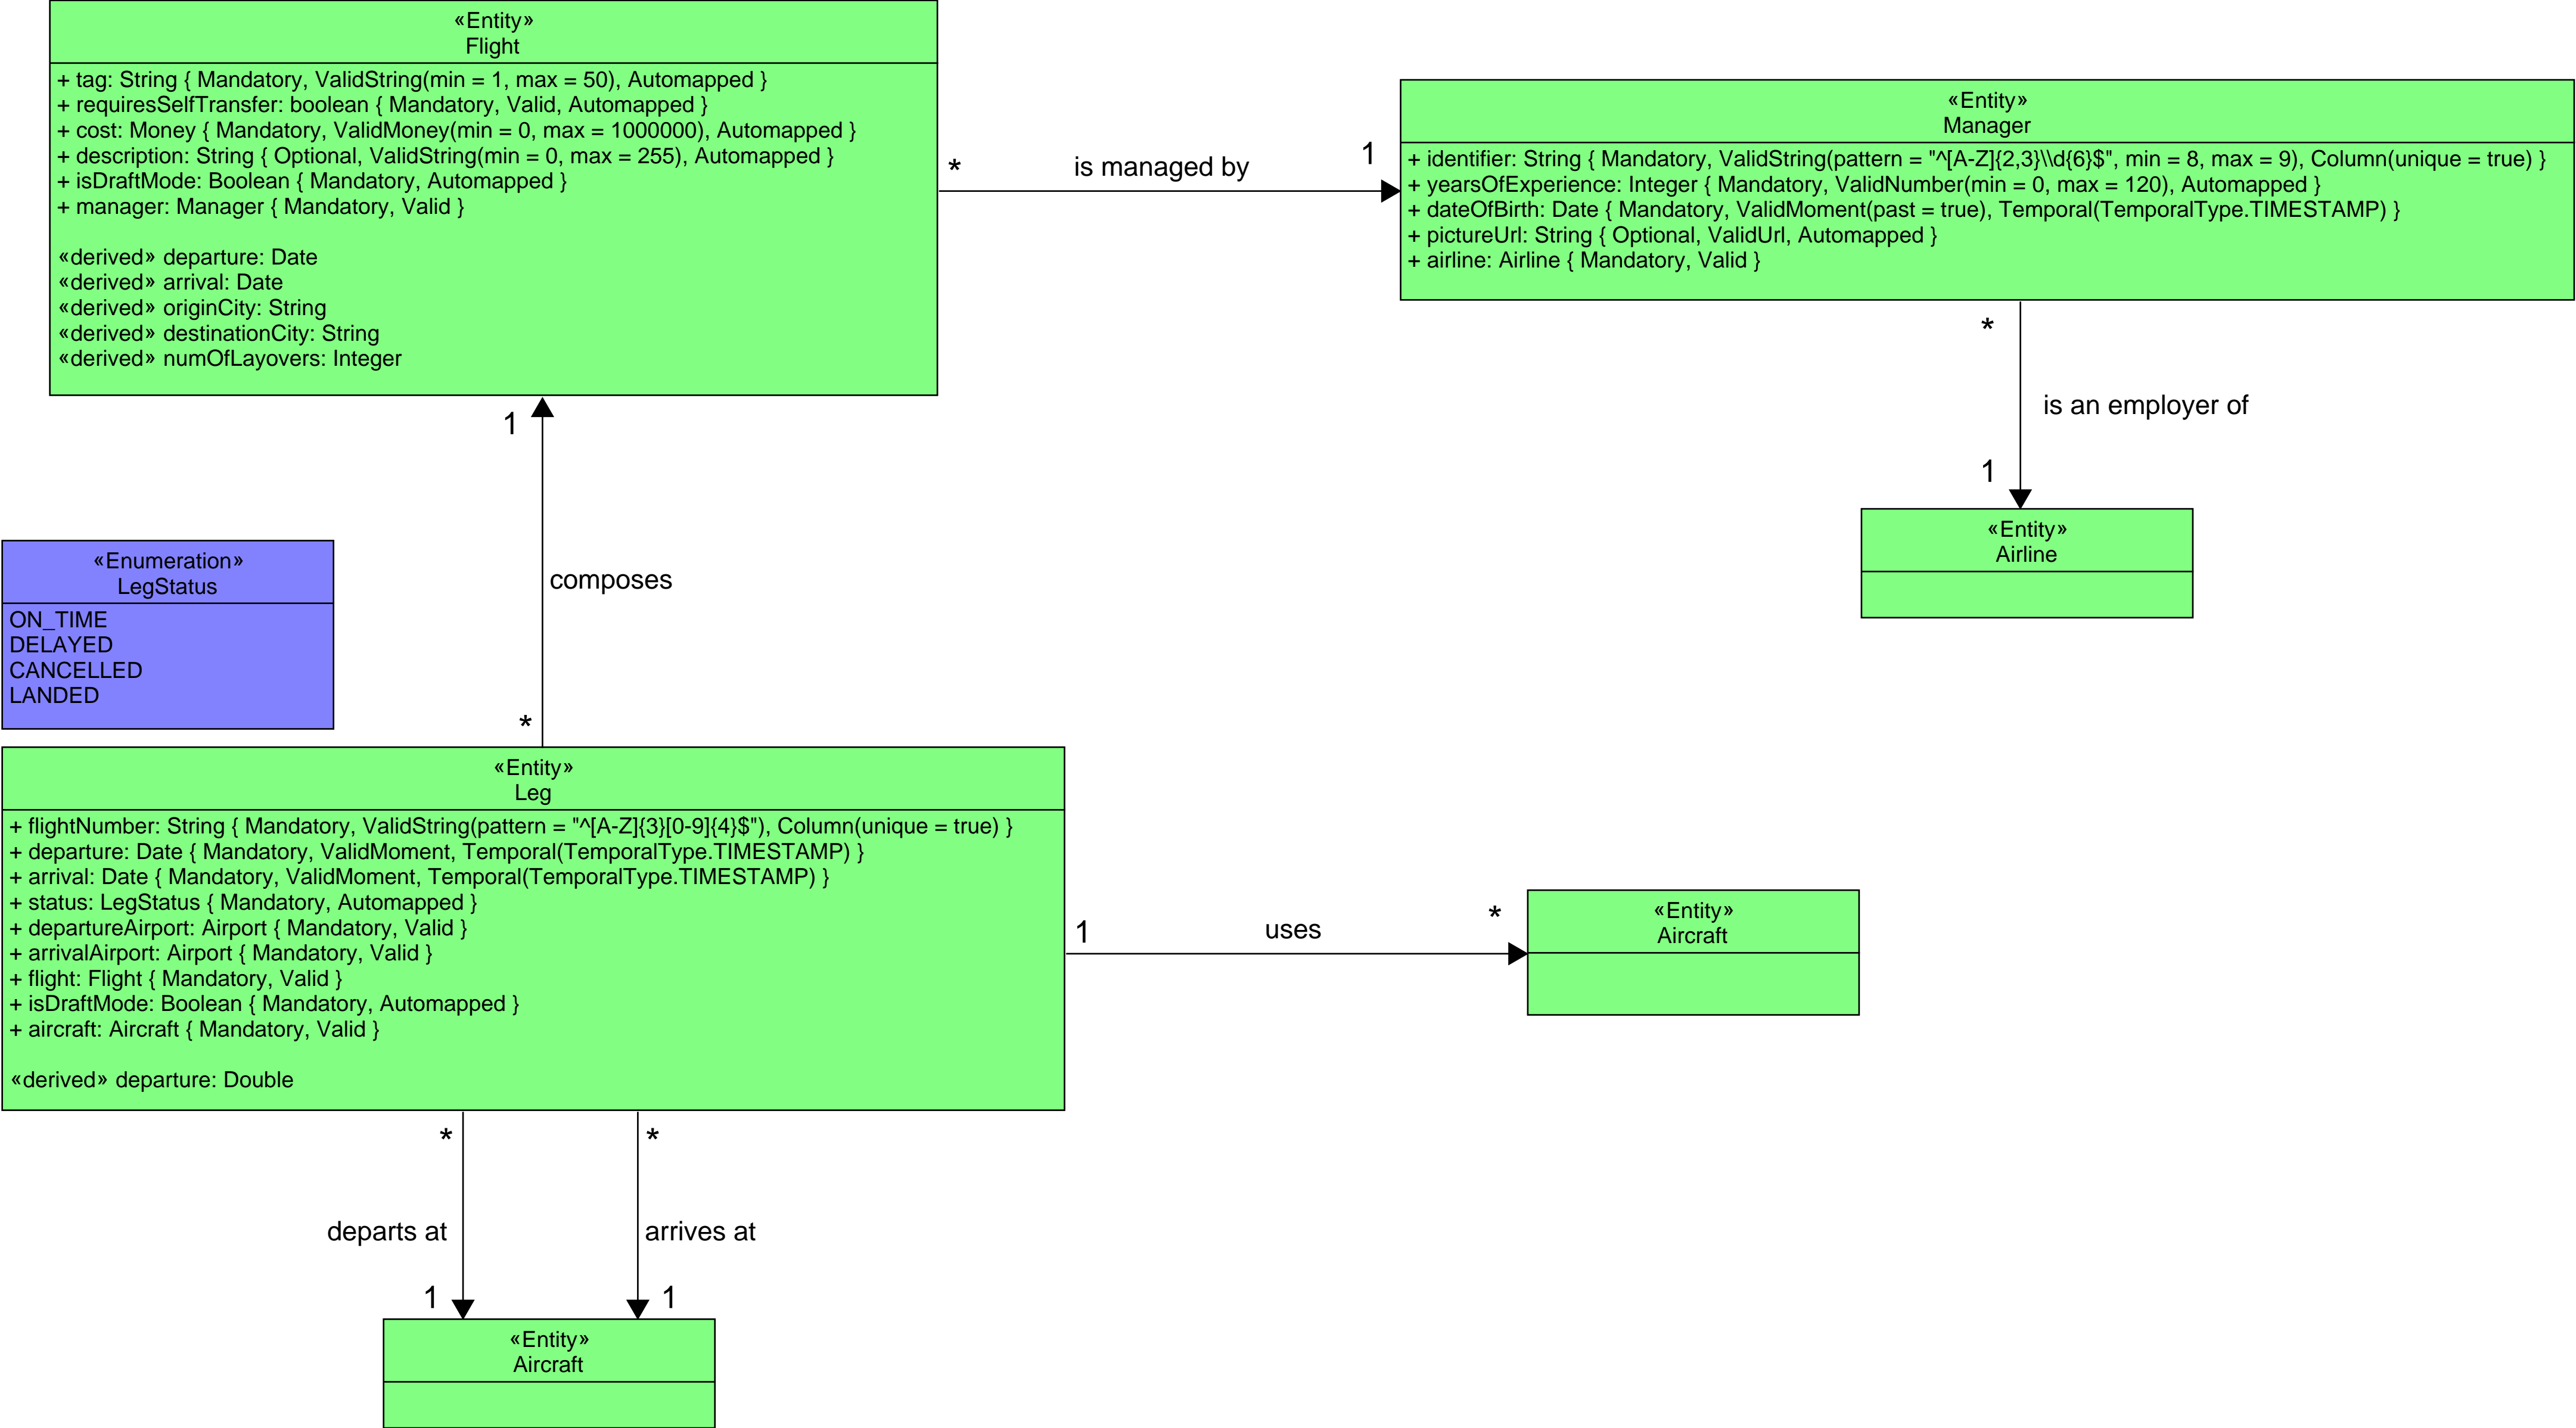 «Entity»
Flight
+ tag: String { Mandatory, ValidString(min = 1, max = 50), Automapped }
+ requiresSelfTransfer: boolean { Mandatory, Valid, Automapped }
+ cost: Money { Mandatory, ValidMoney(min = 0, max = 1000000), Automapped }
+ description: String { Optional, ValidString(min = 0, max = 255), Automapped }
+ isDraftMode: Boolean { Mandatory, Automapped }
+ manager: Manager { Mandatory, Valid }
«derived» departure: Date
«derived» arrival: Date
«derived» originCity: String
«derived» destinationCity: String
«derived» numOfLayovers: Integer
*
is managed by
1
«Entity»
Manager
+ identifier: String { Mandatory, ValidString(pattern = "^[A-Z]{2,3}\\d{6}$", min = 8, max = 9), Column(unique = true) }
+ yearsOfExperience: Integer { Mandatory, ValidNumber(min = 0, max = 120), Automapped }
+ dateOfBirth: Date { Mandatory, ValidMoment(past = true), Temporal(TemporalType.TIMESTAMP) }
+ pictureUrl: String { Optional, ValidUrl, Automapped }
+ airline: Airline { Mandatory, Valid }
*
is an employer of
1
«Entity»
Airline
1
composes
*
«Enumeration»
LegStatus
ON_TIME
DELAYED
CANCELLED
LANDED
«Entity»
Leg
+ flightNumber: String { Mandatory, ValidString(pattern = "^[A-Z]{3}[0-9]{4}$"), Column(unique = true) }
+ departure: Date { Mandatory, ValidMoment, Temporal(TemporalType.TIMESTAMP) }
+ arrival: Date { Mandatory, ValidMoment, Temporal(TemporalType.TIMESTAMP) }
+ status: LegStatus { Mandatory, Automapped }
+ departureAirport: Airport { Mandatory, Valid }
+ arrivalAirport: Airport { Mandatory, Valid }
+ flight: Flight { Mandatory, Valid }
+ isDraftMode: Boolean { Mandatory, Automapped }
+ aircraft: Aircraft { Mandatory, Valid }
«derived» departure: Double
1
uses
*
«Entity»
Aircraft
*
*
departs at
arrives at
1
1
«Entity»
Aircraft